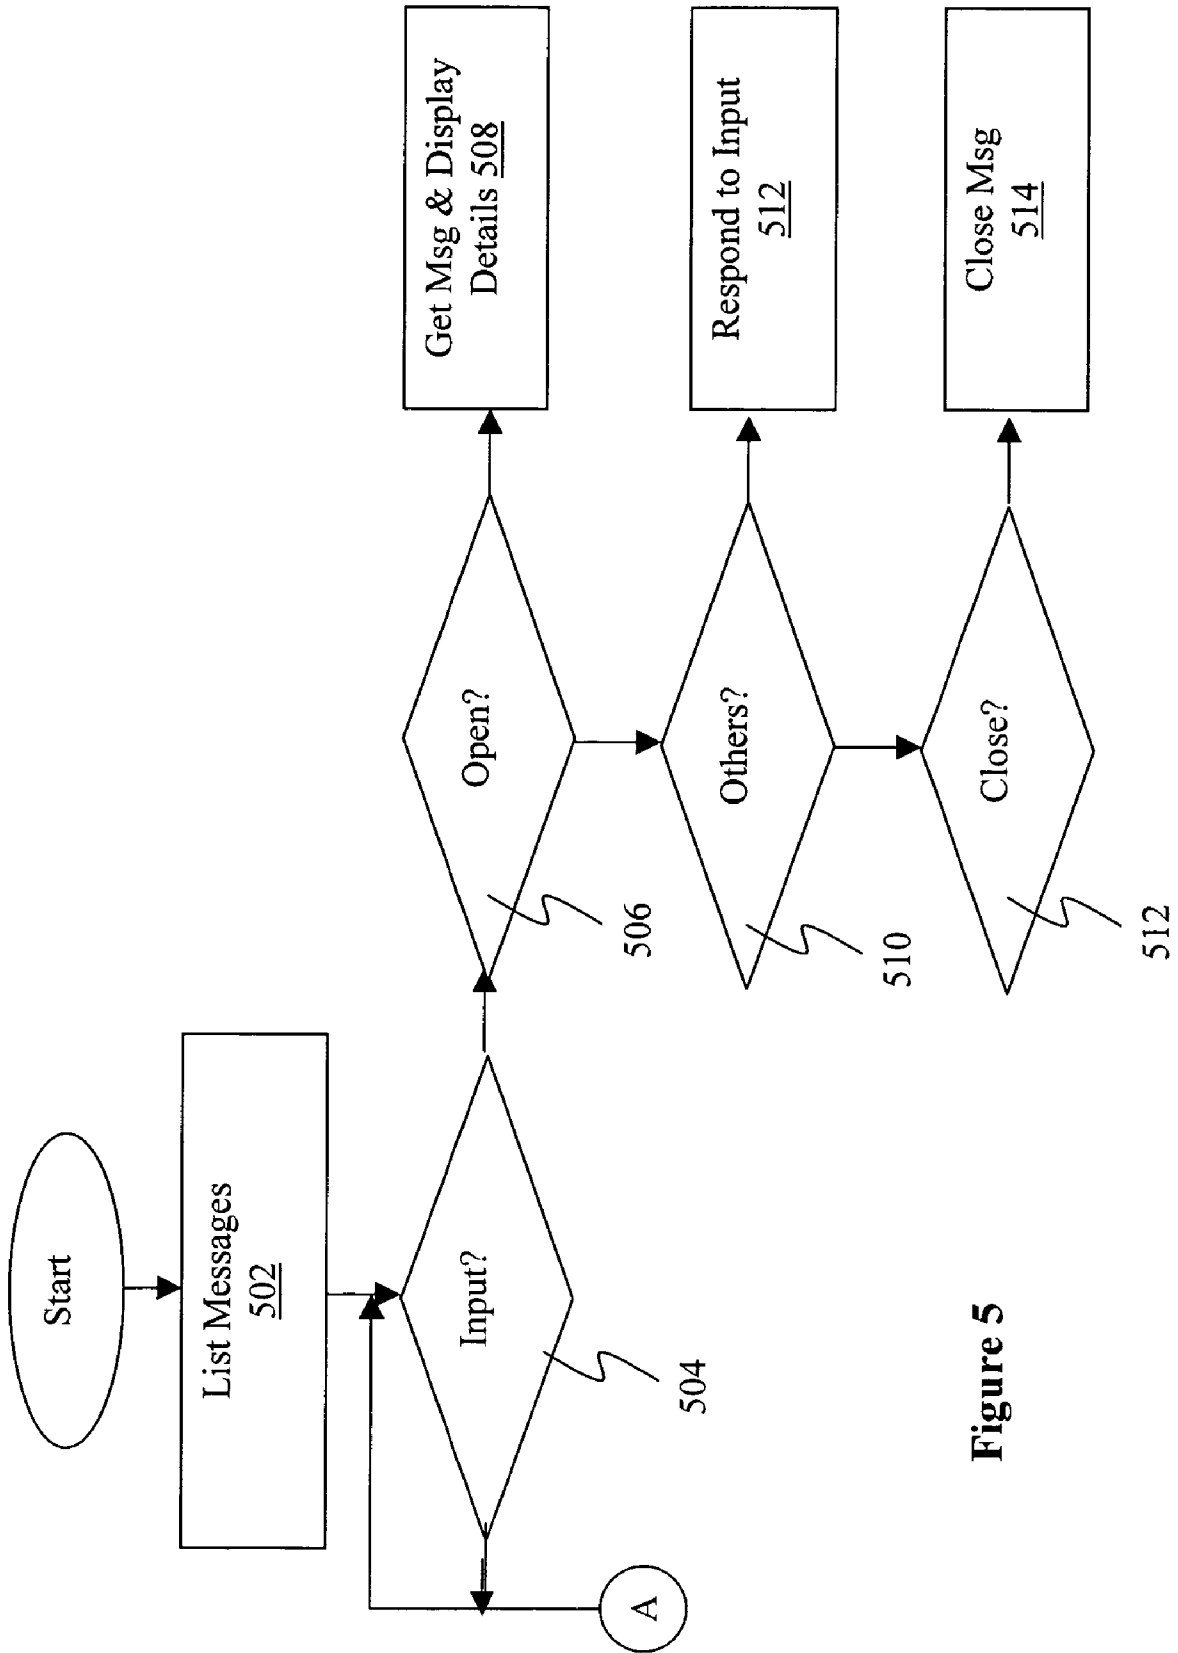 Start
List Messages
502
Input?
504
A
Open?
506
Get Msg & Display
Details 508
Others?
510
Respond to Input
512
Close?
512
Close Msg
514
Figure 5